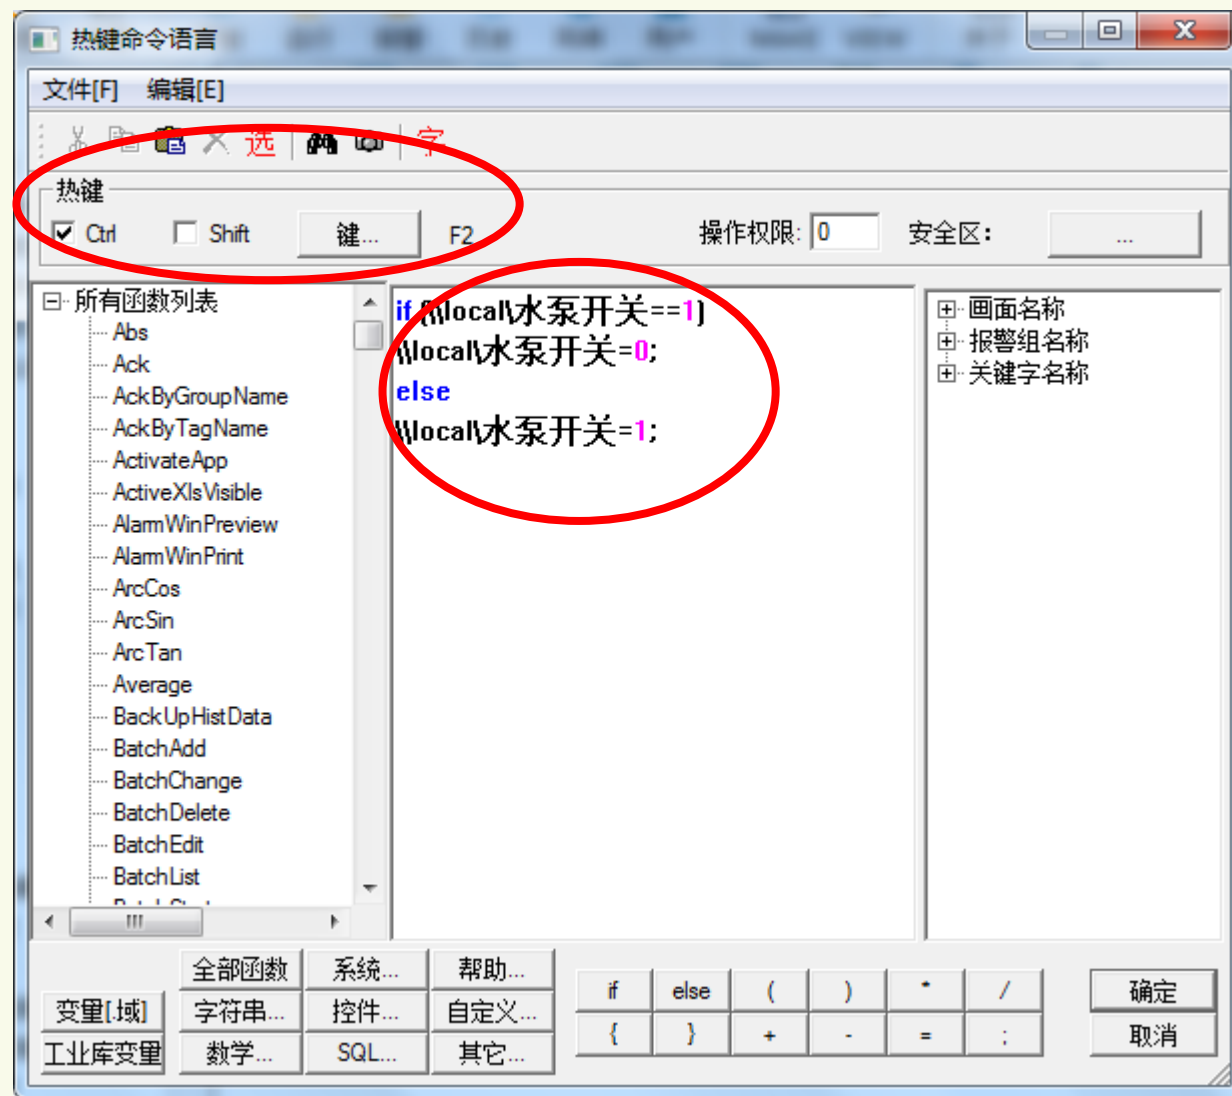 热键命令语言
文件[F] 编辑[E]
选 字
热键
Ctrl Shift 键... F2 操作权限: 0 安全区: ...
所有函数列表
Abs
Ack
AckByGroupName
AckByTagName
ActivateApp
ActiveXlsVisible
AlarmWinPreview
AlarmWinPrint
ArcCos
ArcSin
ArcTan
Average
BackUpHistData
BatchAdd
BatchChange
BatchDelete
BatchEdit
BatchList
if (\\local\水泵开关==1)
\\local\水泵开关=0;
else
\\local\水泵开关=1;
画面名称
报警组名称
关键字名称
全部函数 系统... 帮助...
变量[.域] 字符串... 控件... 自定义...
工业库变量 数学... SQL... 其它...
if else ( ) * /
{ } + - = ;
确定
取消